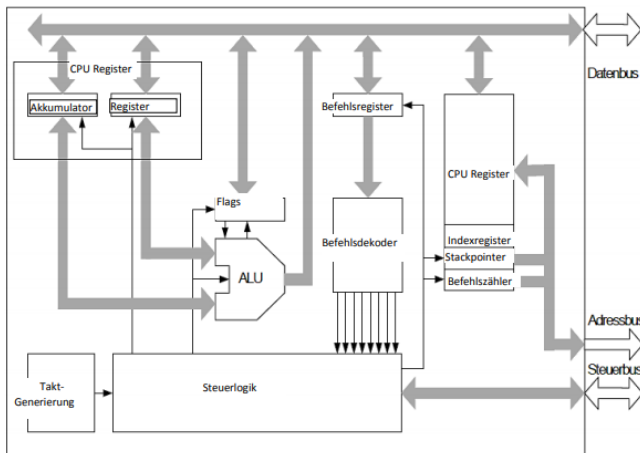 CPU Register
Datenbus
Akkumulator
Register
Befehlsregister
CPU Register
Flags
Befehlsdekoder
Indexregister
Stackpointer
Befehlszähler
ALU
Adressbus
Steuerbus
Takt-
Generierung
Steuerlogik